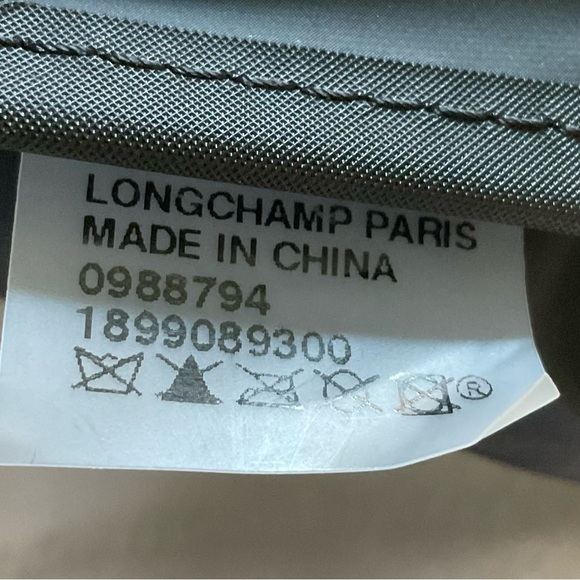 LONGCHAMP PARIS
MADE IN CHINA
0988794
1899089300
®